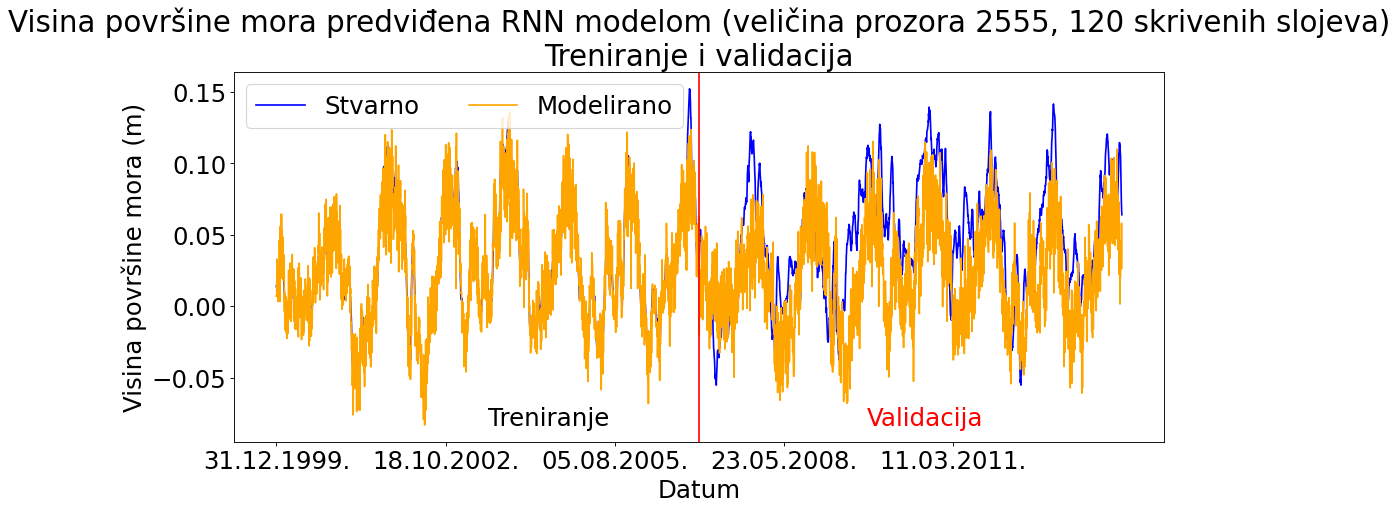 Visina površine mora predviđena RNN modelom (veličina prozora 2555, 120 skrivenih slojeva)
Treniranje i validacija
Stvarno
Modelirano
Visina površine mora (m)
0.15
0.10
0.05
0.00
−0.05
Treniranje
Validacija
31.12.1999.
18.10.2002.
05.08.2005.
23.05.2008.
11.03.2011.
Datum